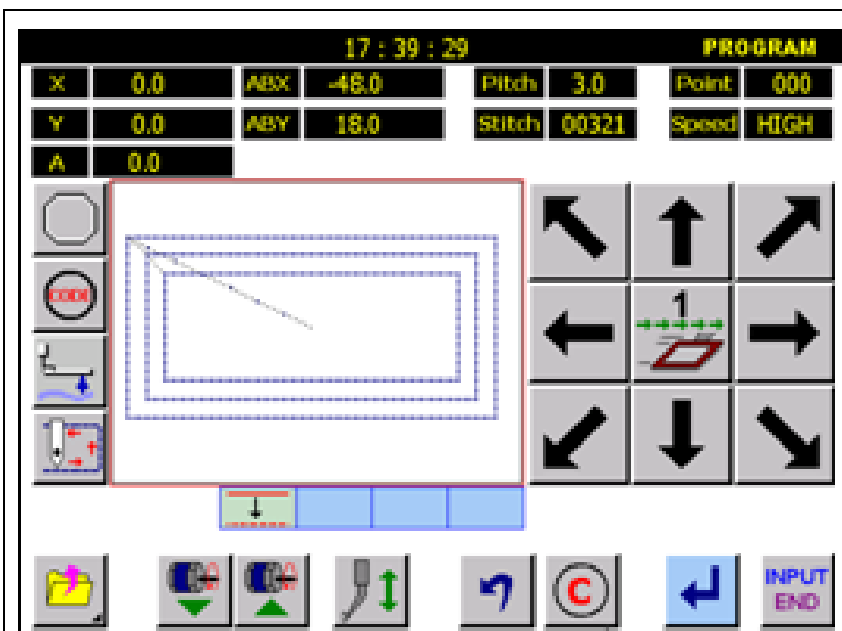 17 : 39 : 29 PROGRAM
X 0.0 ABX -48.0 Pitch 3.0 Point 000
Y 0.0 ABY 18.0 Stitch 00321 Speed HIGH
A 0.0
CODE
1
C
INPUT
END